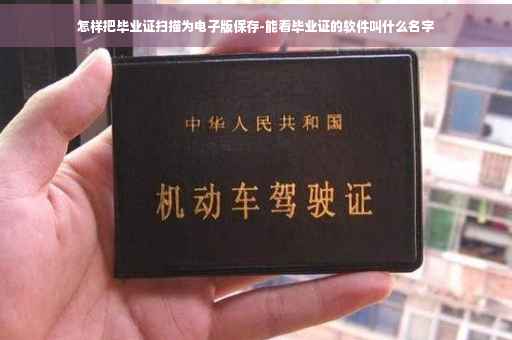 怎样把毕业证扫描为电子版保存-能看毕业证的软件叫什么名字
中华人民共和国
机动车驾驶证